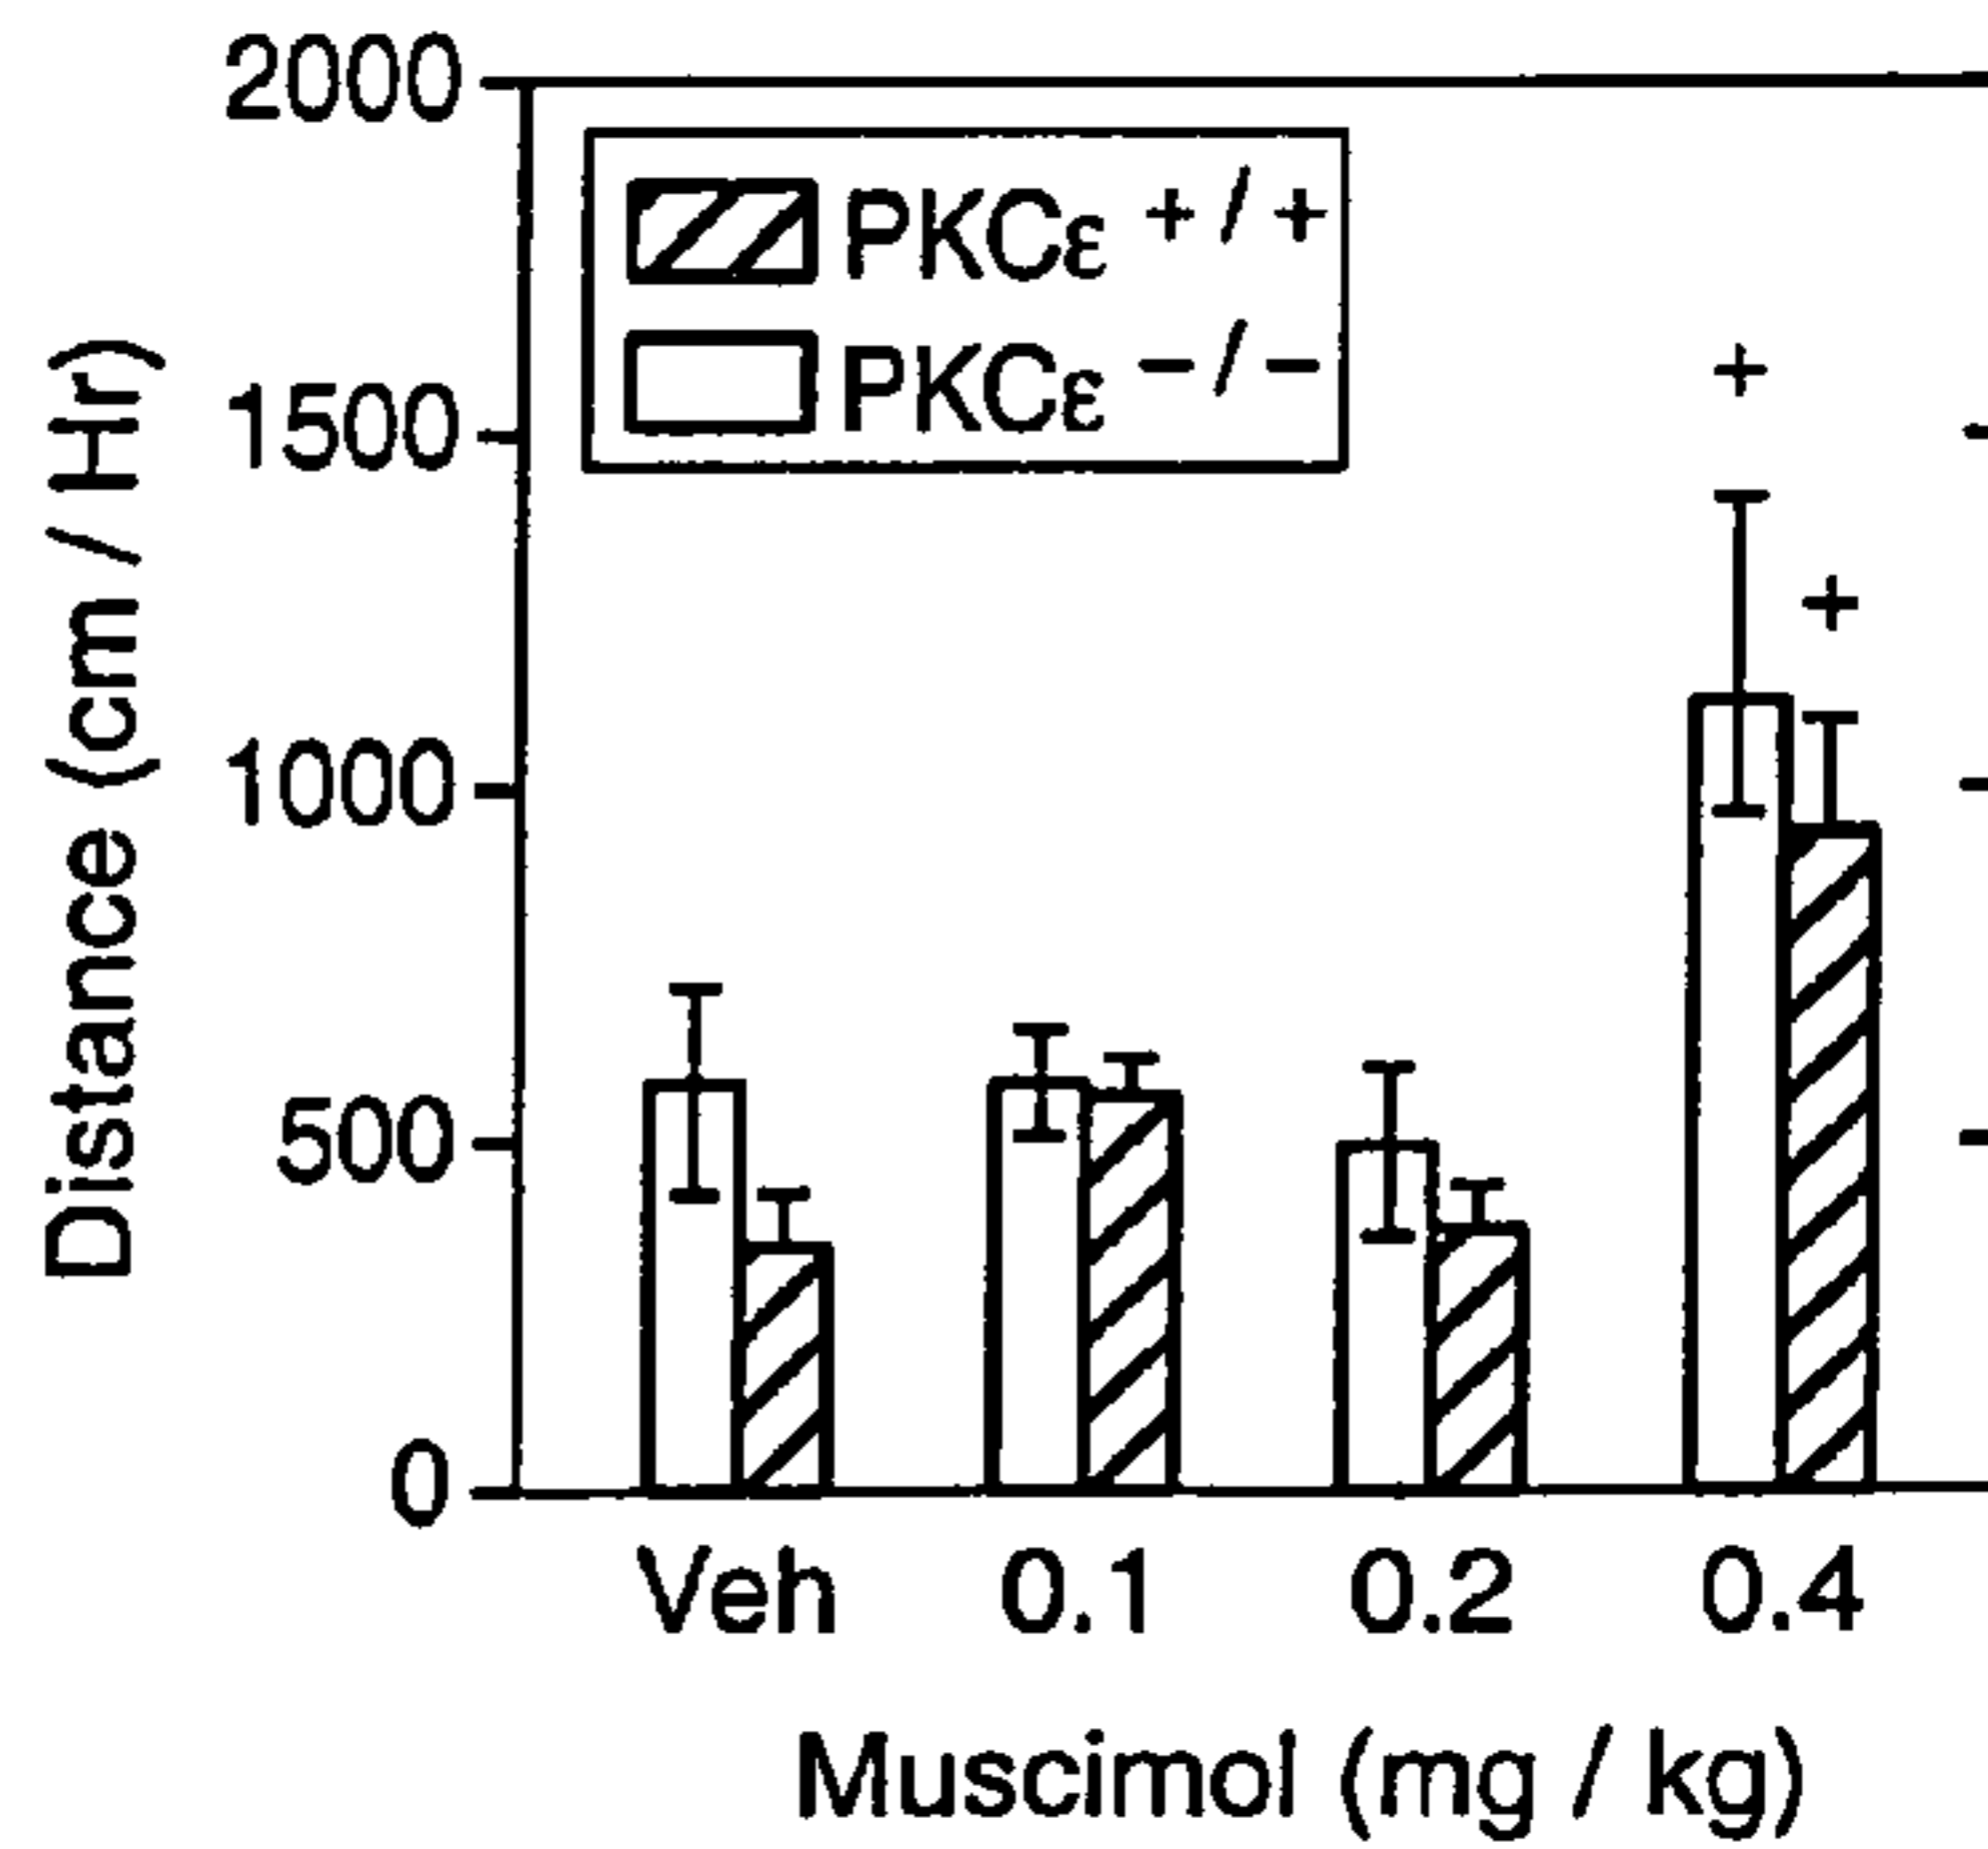 2000
1500
1000
500
0
Distance (cm / Hr)
PKCε +/+
PKCε −/−
+
+
Veh 0.1 0.2 0.4
Muscimol (mg / kg)